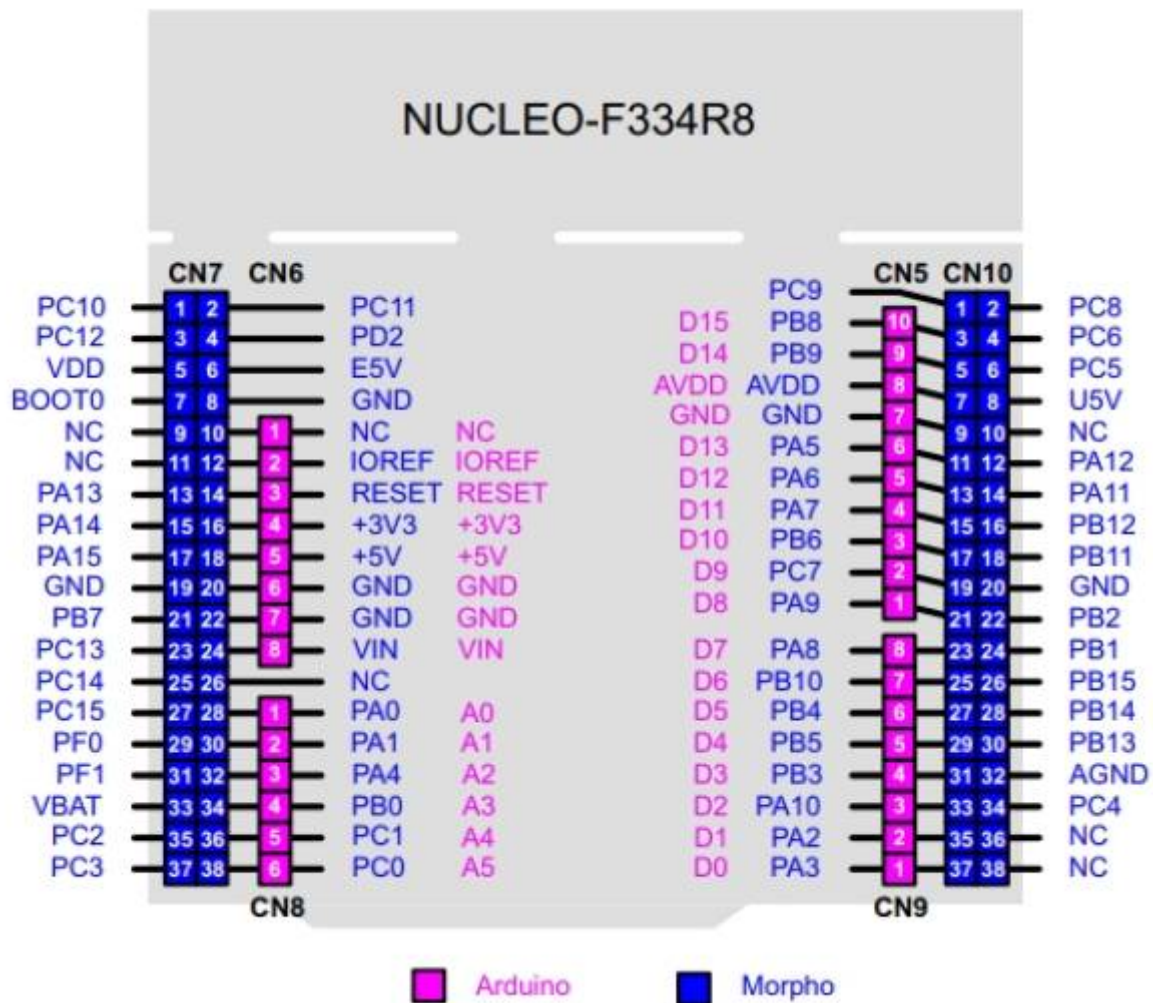 NUCLEO-F334R8
CN7 CN6 CN5 CN10
PC9
PC10 1 2 PC11 1 2 PC8
D15 PB8 10
PC12 3 4 PD2 3 4 PC6
D14 PB9 9
VDD 5 6 E5V 5 6 PC5
AVDD AVDD 8
BOOT0 7 8 GND 7 8 U5V
GND GND 7
NC 9 10 1 NC NC 9 10 NC
D13 PA5 6
NC 11 12 2 IOREF IOREF 11 12 PA12
D12 PA6 5
PA13 13 14 3 RESET RESET 13 14 PA11
D11 PA7 4
PA14 15 16 4 +3V3 +3V3 15 16 PB12
D10 PB6 3
PA15 17 18 5 +5V +5V 17 18 PB11
D9 PC7 2
GND 19 20 6 GND GND 19 20 GND
D8 PA9 1
PB7 21 22 7 GND GND 21 22 PB2
PC13 23 24 8 VIN VIN D7 PA8 8 23 24 PB1
PC14 25 26 NC D6 PB10 7 25 26 PB15
PC15 27 28 1 PA0 A0 D5 PB4 6 27 28 PB14
PF0 29 30 2 PA1 A1 D4 PB5 5 29 30 PB13
PF1 31 32 3 PA4 A2 D3 PB3 4 31 32 AGND
VBAT 33 34 4 PB0 A3 D2 PA10 3 33 34 PC4
PC2 35 36 5 PC1 A4 D1 PA2 2 35 36 NC
PC3 37 38 6 PC0 A5 D0 PA3 1 37 38 NC
CN8 CN9
Arduino Morpho